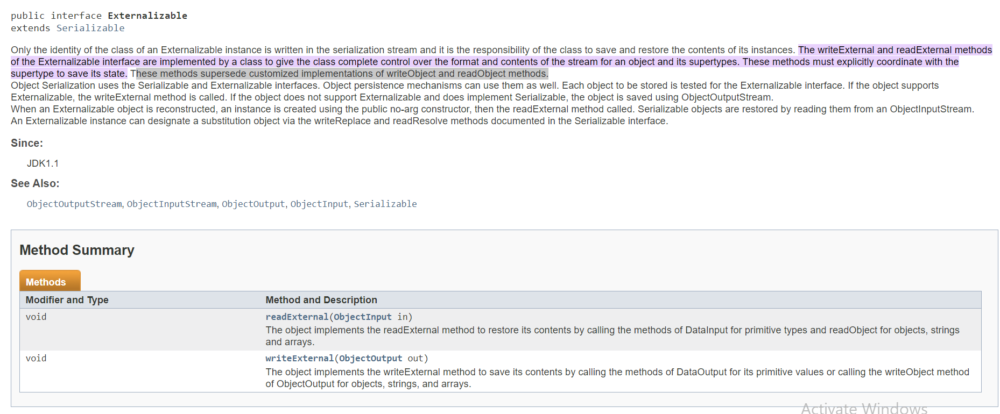 public interface Externalizable
extends Serializable
Only the identity of the class of an Externalizable instance is written in the serialization stream and it is the responsibility of the class to save and restore the contents of its instances. The writeExternal and readExternal methods
of the Externalizable interface are implemented by a class to give the class complete control over the format and contents of the stream for an object and its supertypes. These methods must explicitly coordinate with the
supertype to save its state. These methods supersede customized implementations of writeObject and readObject methods.
Object Serialization uses the Serializable and Externalizable interfaces. Object persistence mechanisms can use them as well. Each object to be stored is tested for the Externalizable interface. If the object supports
Externalizable, the writeExternal method is called. If the object does not support Externalizable and does implement Serializable, the object is saved using ObjectOutputStream.
When an Externalizable object is reconstructed, an instance is created using the public no-arg constructor, then the readExternal method called. Serializable objects are restored by reading them from an ObjectInputStream.
An Externalizable instance can designate a substitution object via the writeReplace and readResolve methods documented in the Serializable interface.
Since:
JDK1.1
See Also:
ObjectOutputStream, ObjectInputStream, ObjectOutput, ObjectInput, Serializable
Method Summary
Methods
Modifier and Type Method and Description
void readExternal(ObjectInput in)
The object implements the readExternal method to restore its contents by calling the methods of DataInput for primitive types and readObject for objects, strings
and arrays.
void writeExternal(ObjectOutput out)
The object implements the writeExternal method to save its contents by calling the methods of DataOutput for its primitive values or calling the writeObject method
of ObjectOutput for objects, strings, and arrays.
Activate Windows